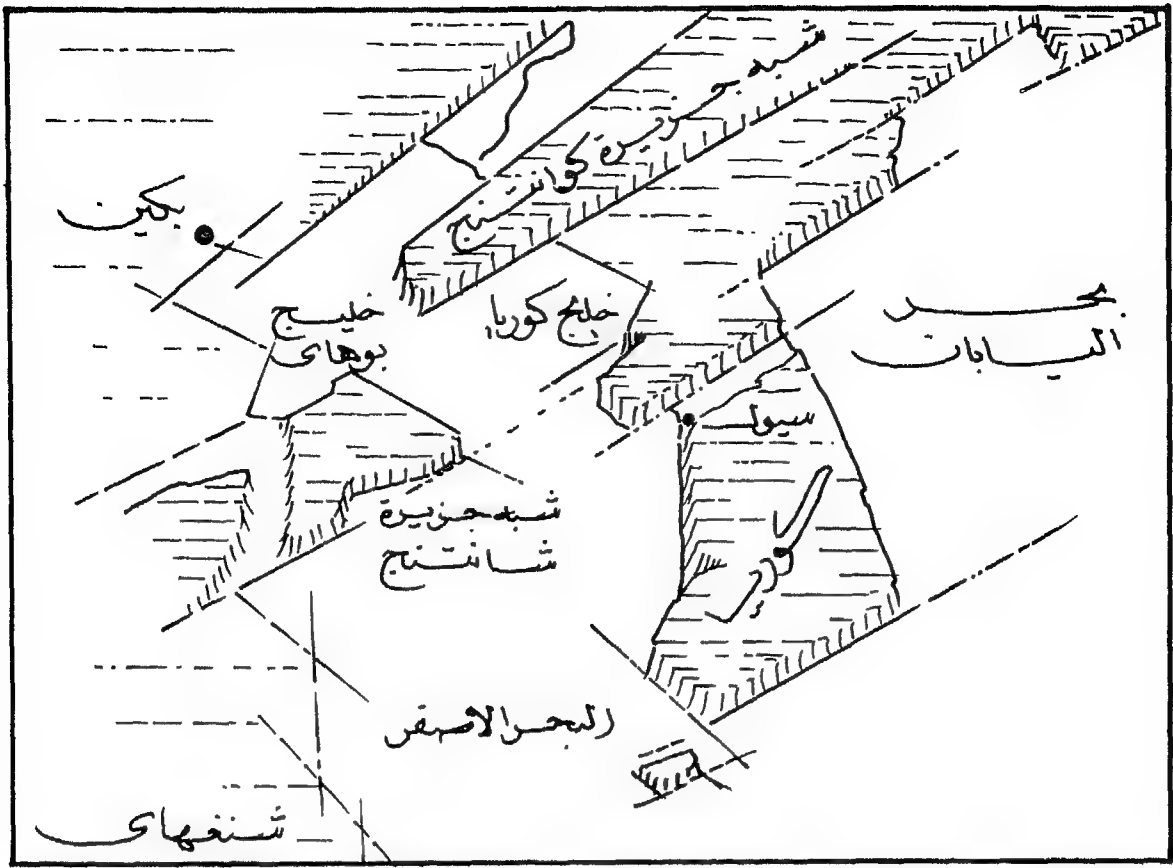 شبه جزيرة كوانتنج
بكين
خليج
بوهاى
خليج كوريا
بحر
اليابان
سيول
كوريا
شبه جزيرة
شانتنج
البحر الاصفر
شنغهاى